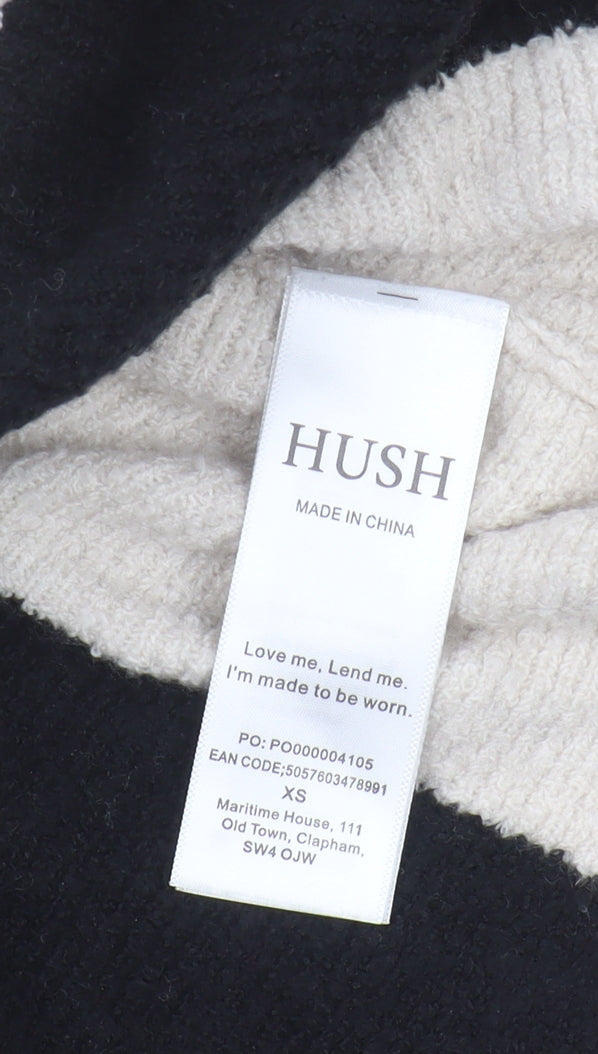 HUSH
MADE IN CHINA
Love me, Lend me.
I'm made to be worn.
PO: PO000004105
EAN CODE;5057603478991
XS
Maritime House, 111
Old Town, Clapham,
SW4 OJW